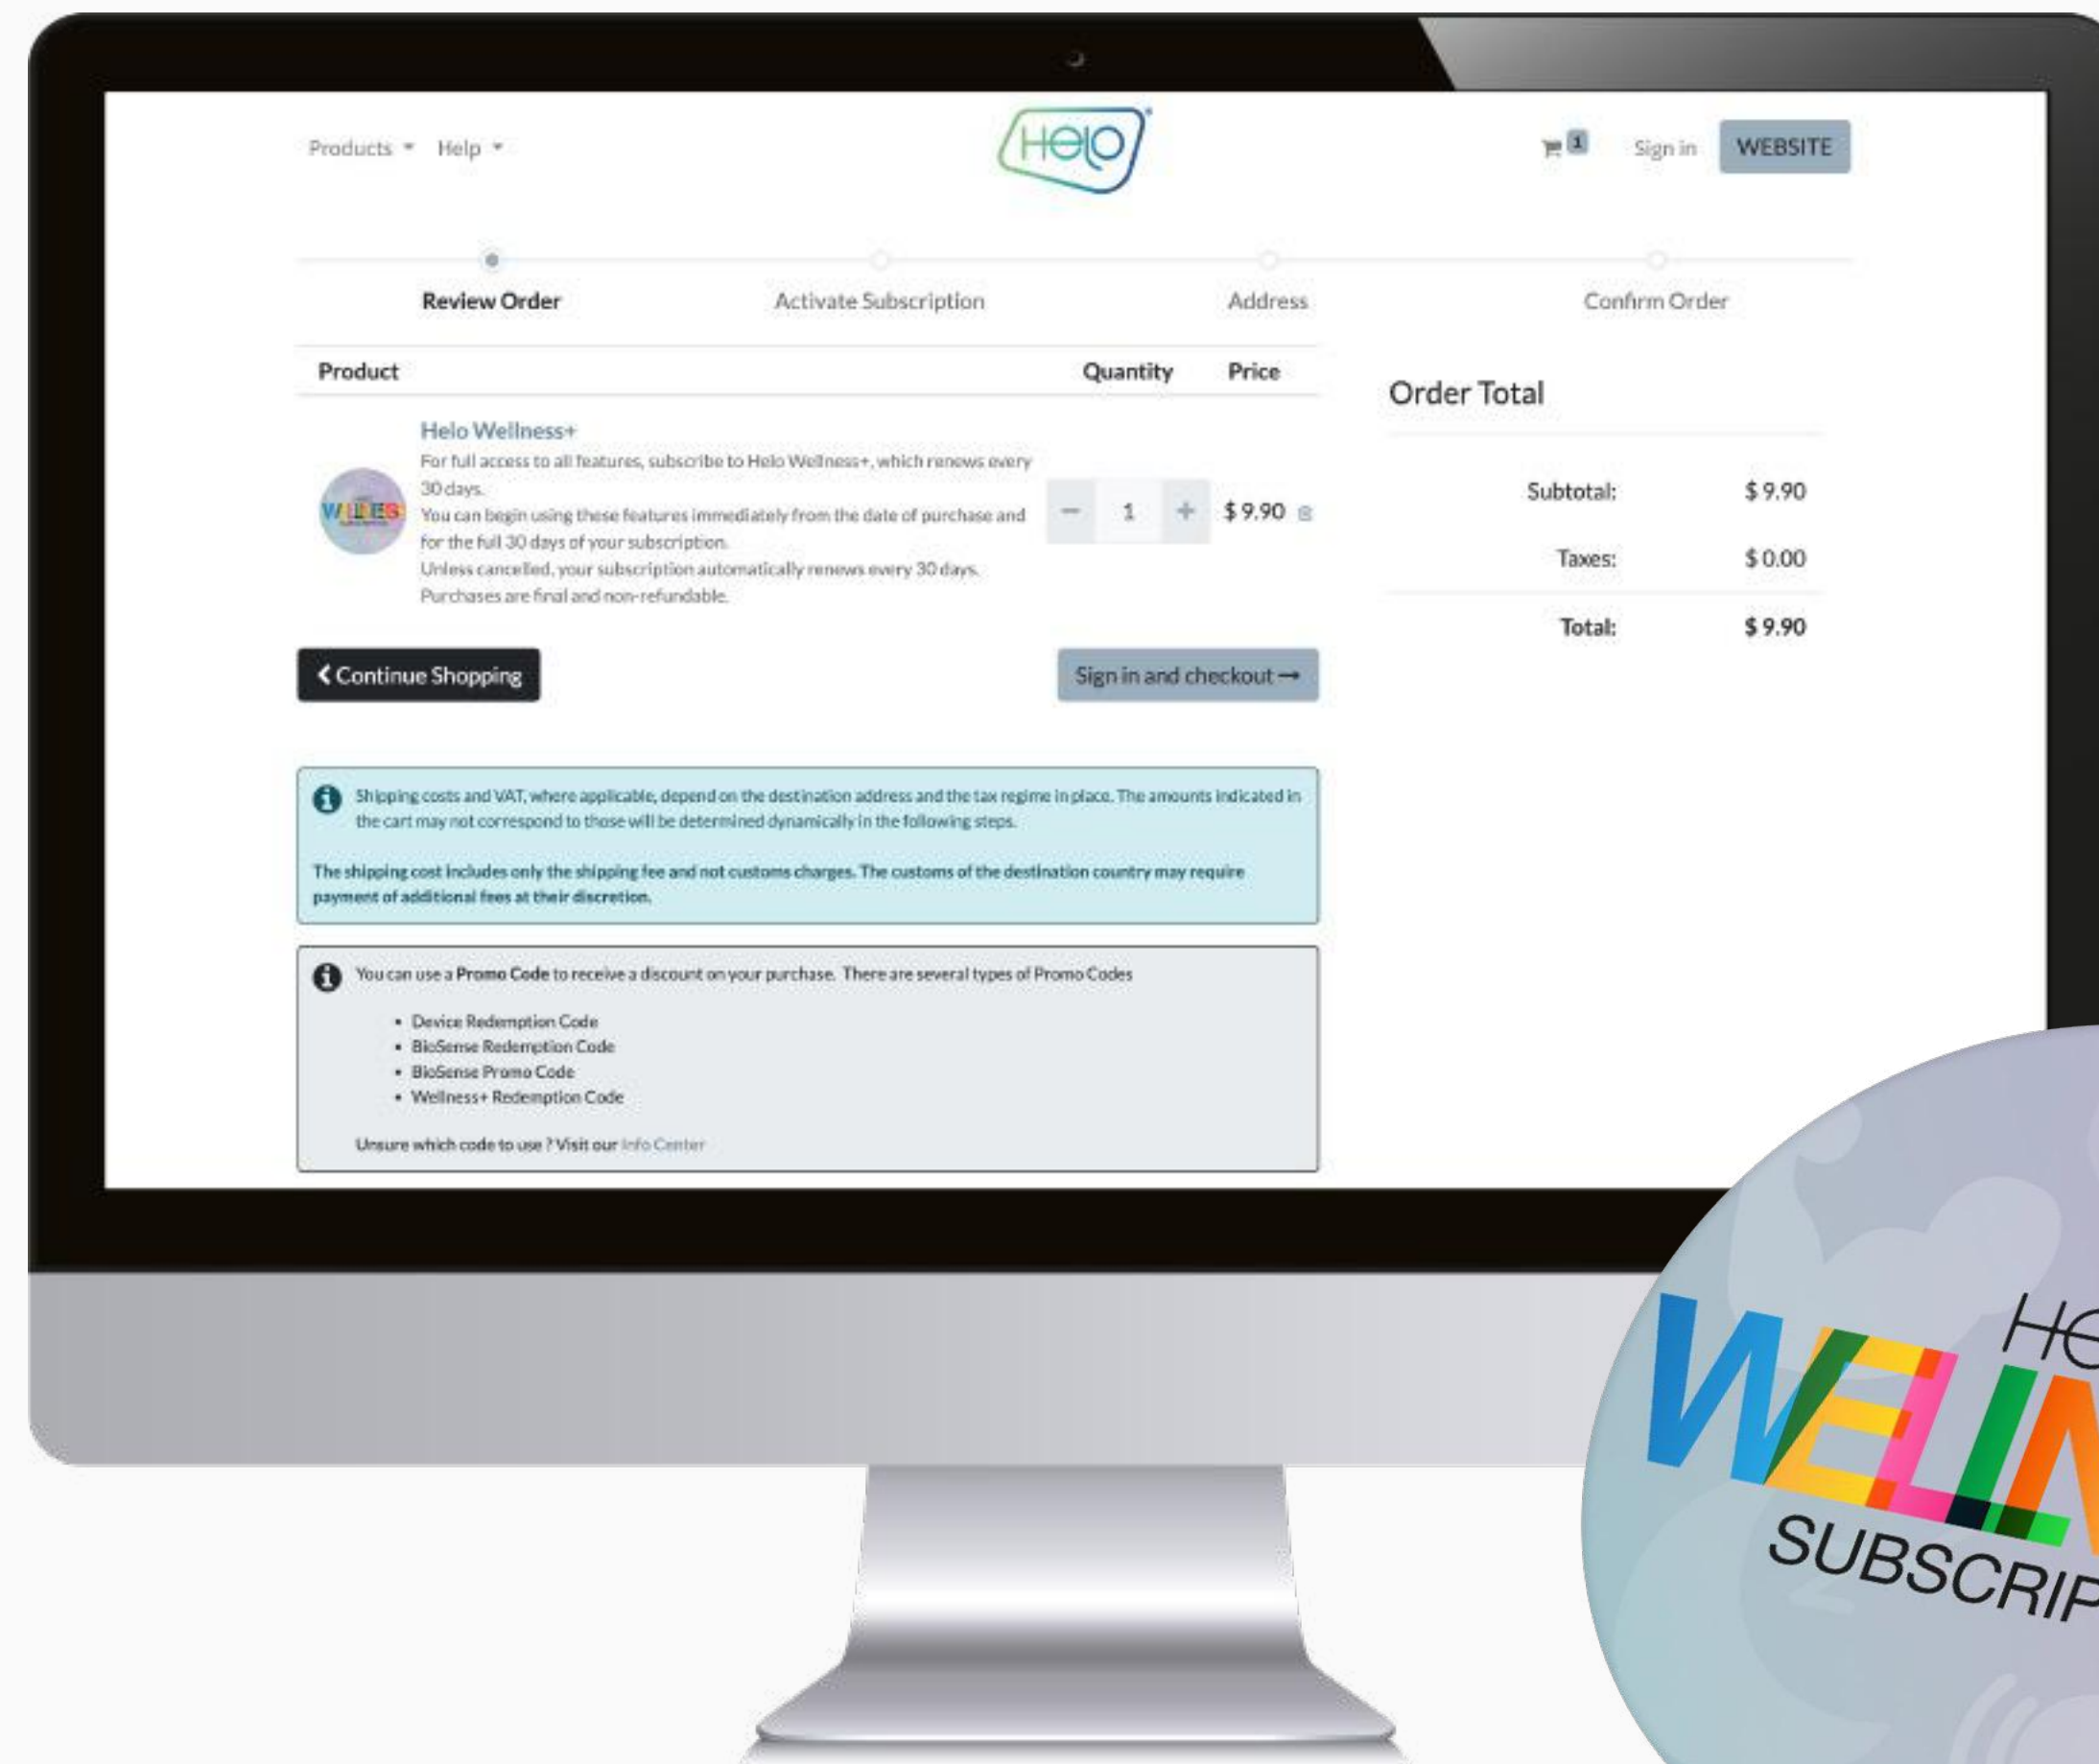 Products Help
Helo
1
Sign in
WEBSITE
Review Order
Activate Subscription
Address
Confirm Order
Product
Quantity
Price
Helo Wellness+
For full access to all features, subscribe to Helo Wellness+, which renews every
30 days.
You can begin using these features immediately from the date of purchase and
for the full 30 days of your subscription.
Unless cancelled, your subscription automatically renews every 30 days.
Purchases are final and non-refundable.
1
$ 9.90
Continue Shopping
Sign in and checkout
Order Total
Subtotal: $ 9.90
Taxes: $ 0.00
Total: $ 9.90
Shipping costs and VAT, where applicable, depend on the destination address and the tax regime in place. The amounts indicated in
the cart may not correspond to those will be determined dynamically in the following steps.
The shipping cost includes only the shipping fee and not customs charges. The customs of the destination country may require
payment of additional fees at their discretion.
You can use a Promo Code to receive a discount on your purchase. There are several types of Promo Codes
• Device Redemption Code
• BioSense Redemption Code
• BioSense Promo Code
• Wellness+ Redemption Code
Unsure which code to use ? Visit our Info Center